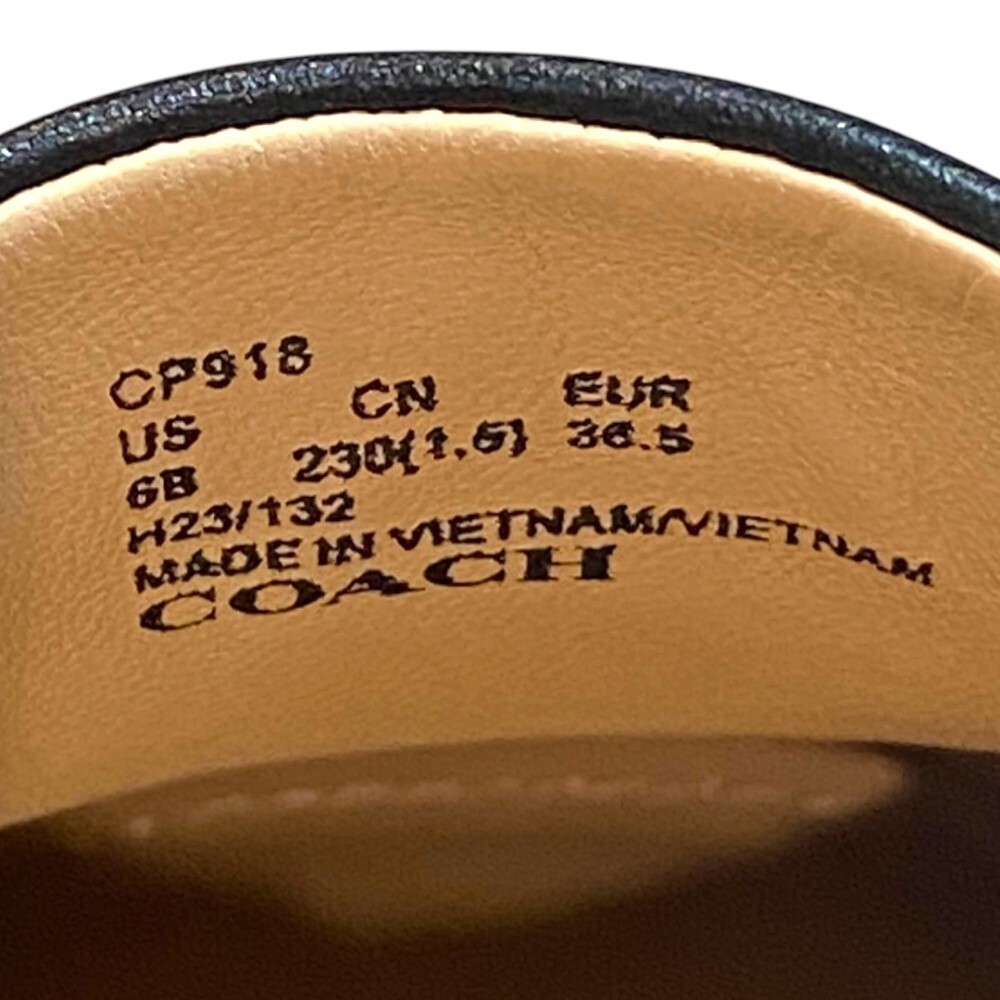 CP918
US CN EUR
6B 230(1.5) 36.5
H23/132
MADE IN VIETNAM/VIETNAM
COACH